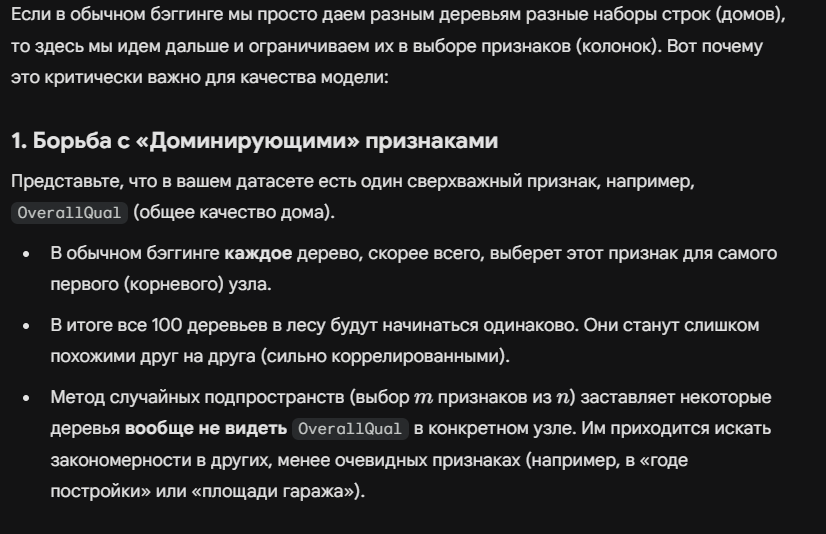 Если в обычном бэггинге мы просто даем разным деревьям разные наборы строк (домов),
то здесь мы идем дальше и ограничиваем их в выборе признаков (колонок). Вот почему
это критически важно для качества модели:
1. Борьба с «Доминирующими» признаками
Представьте, что в вашем датасете есть один сверхважный признак, например,
OverallQual (общее качество дома).
• В обычном бэггинге каждое дерево, скорее всего, выберет этот признак для самого
первого (корневого) узла.
• В итоге все 100 деревьев в лесу будут начинаться одинаково. Они станут слишком
похожими друг на друга (сильно коррелированными).
• Метод случайных подпространств (выбор m признаков из n) заставляет некоторые
деревья вообще не видеть OverallQual в конкретном узле. Им приходится искать
закономерности в других, менее очевидных признаках (например, в «годе
постройки» или «площади гаража»).